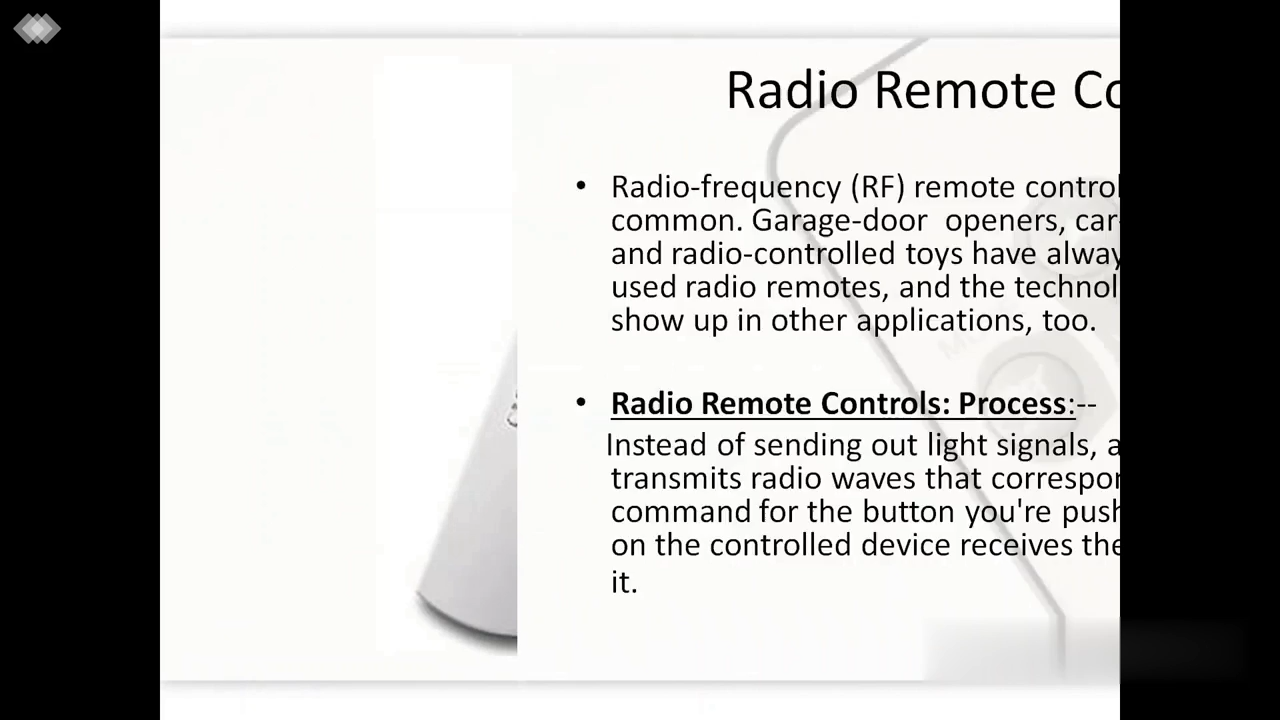 Radio Remote Co
• Radio-frequency (RF) remote control
common. Garage-door openers, car-
and radio-controlled toys have alway
used radio remotes, and the technol
show up in other applications, too.
• Radio Remote Controls: Process:--
Instead of sending out light signals, a
transmits radio waves that correspon
command for the button you're push
on the controlled device receives the
it.